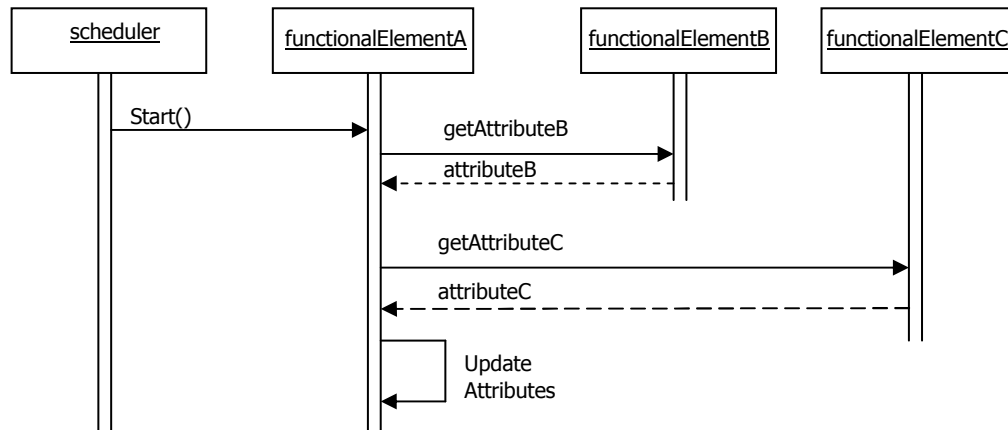 scheduler
functionalElementA
functionalElementB
functionalElementC
Start()
getAttributeB
attributeB
getAttributeC
attributeC
Update
Attributes